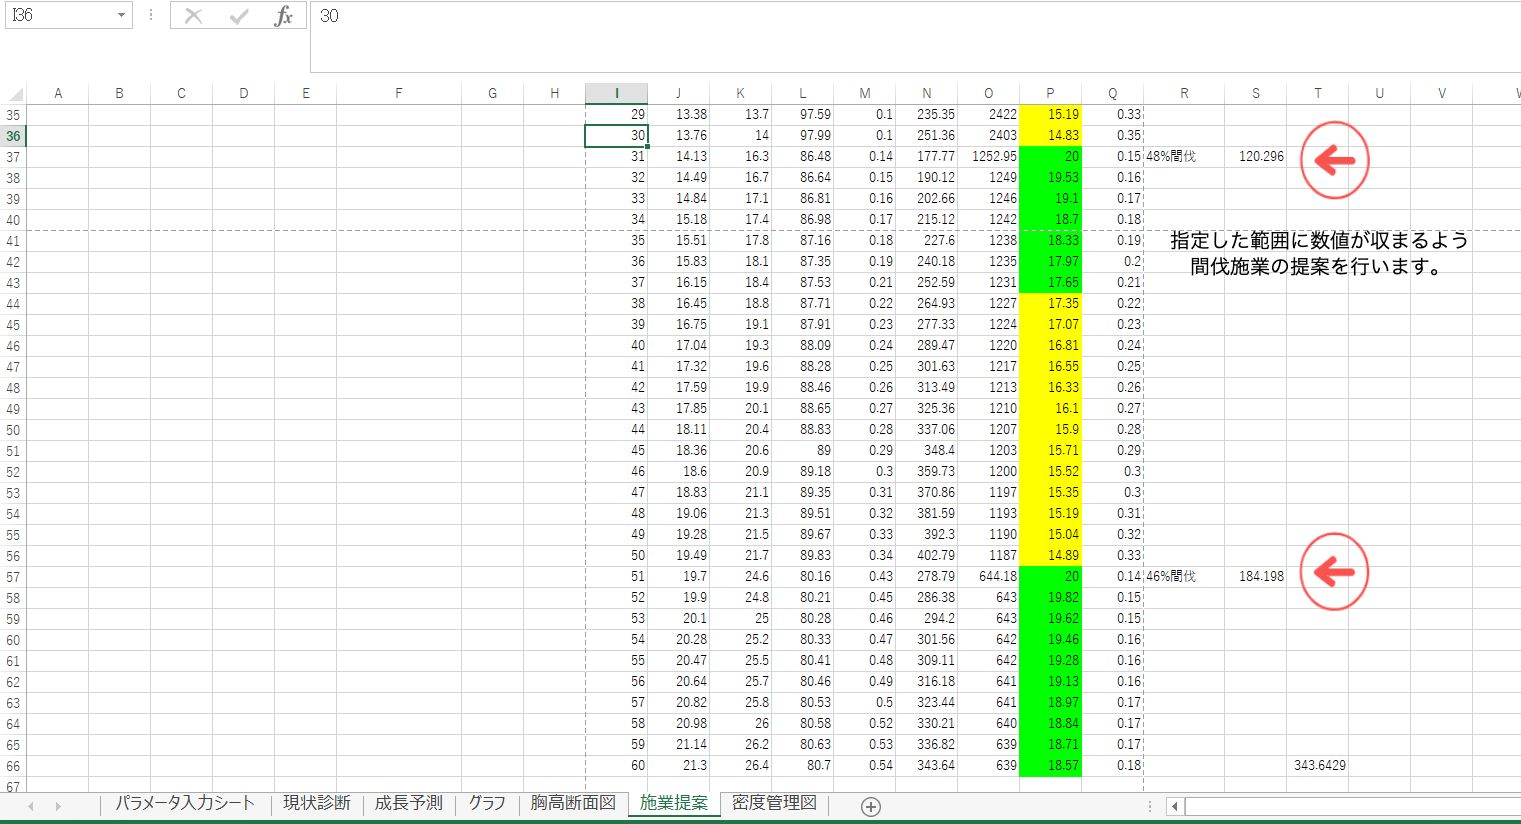 I36 fx 30
A B C D E F G H I J K L M N O P Q R S T U V
35 29 13.38 13.7 97.59 0.1 235.35 2422 15.19 0.33
36 30 13.76 14 97.99 0.1 251.36 2403 14.83 0.35
37 31 14.13 16.3 86.48 0.14 177.77 1252.95 20 0.15 48%間伐 120.296
38 32 14.49 16.7 86.64 0.15 190.12 1249 19.53 0.16
39 33 14.84 17.1 86.81 0.16 202.66 1246 19.1 0.17
40 34 15.18 17.4 86.98 0.17 215.12 1242 18.7 0.18
41 35 15.51 17.8 87.16 0.18 227.6 1238 18.33 0.19
指定した範囲に数値が収まるよう
42 36 15.83 18.1 87.35 0.19 240.18 1235 17.97 0.2
間伐施業の提案を行います。
43 37 16.15 18.4 87.53 0.21 252.59 1231 17.65 0.21
44 38 16.45 18.8 87.71 0.22 264.93 1227 17.35 0.22
45 39 16.75 19.1 87.91 0.23 277.33 1224 17.07 0.23
46 40 17.04 19.3 88.09 0.24 289.47 1220 16.81 0.24
47 41 17.32 19.6 88.28 0.25 301.63 1217 16.55 0.25
48 42 17.59 19.9 88.46 0.26 313.49 1213 16.33 0.26
49 43 17.85 20.1 88.65 0.27 325.36 1210 16.1 0.27
50 44 18.11 20.4 88.83 0.28 337.06 1207 15.9 0.28
51 45 18.36 20.6 89 0.29 348.4 1203 15.71 0.29
52 46 18.6 20.9 89.18 0.3 359.73 1200 15.52 0.3
53 47 18.83 21.1 89.35 0.31 370.86 1197 15.35 0.3
54 48 19.06 21.3 89.51 0.32 381.59 1193 15.19 0.31
55 49 19.28 21.5 89.67 0.33 392.3 1190 15.04 0.32
56 50 19.49 21.7 89.83 0.34 402.79 1187 14.89 0.33
57 51 19.7 24.6 80.16 0.43 278.79 644.18 20 0.14 46%間伐 184.198
58 52 19.9 24.8 80.21 0.45 286.38 643 19.82 0.15
59 53 20.1 25 80.28 0.46 294.2 643 19.62 0.15
60 54 20.28 25.2 80.33 0.47 301.56 642 19.46 0.16
61 55 20.47 25.5 80.41 0.48 309.11 642 19.28 0.16
62 56 20.64 25.7 80.46 0.49 316.18 641 19.13 0.16
63 57 20.82 25.8 80.53 0.5 323.44 641 18.97 0.17
64 58 20.98 26 80.58 0.52 330.21 640 18.84 0.17
65 59 21.14 26.2 80.63 0.53 336.82 639 18.71 0.17
66 60 21.3 26.4 80.7 0.54 343.64 639 18.57 0.18 343.6429
67
パラメータ入力シート 現状診断 成長予測 グラフ 胸高断面図 施業提案 密度管理図